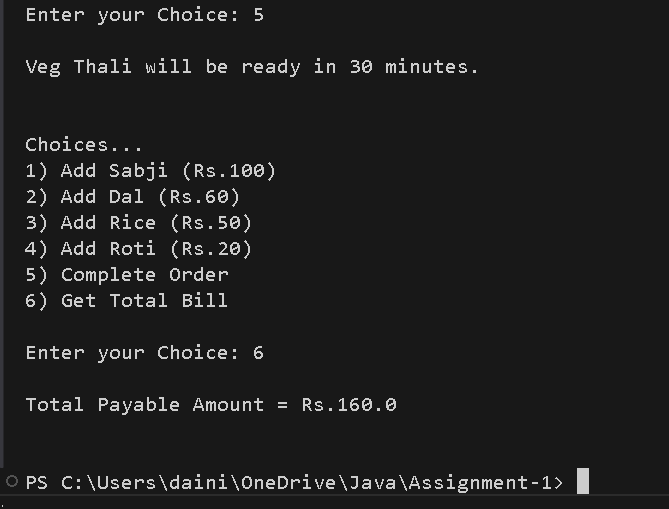 Enter your Choice: 5
Veg Thali will be ready in 30 minutes.
Choices...
1) Add Sabji (Rs.100)
2) Add Dal (Rs.60)
3) Add Rice (Rs.50)
4) Add Roti (Rs.20)
5) Complete Order
6) Get Total Bill
Enter your Choice: 6
Total Payable Amount = Rs.160.0
PS C:\Users\daini\OneDrive\Java\Assignment-1>